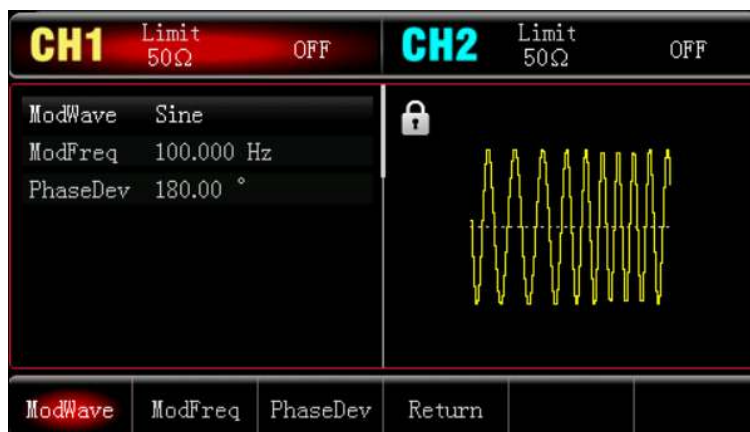 CH1 Limit 50Ω OFF CH2 Limit 50Ω OFF
ModWave Sine
ModFreq 100.000 Hz
PhaseDev 180.00 °
ModWave ModFreq PhaseDev Return